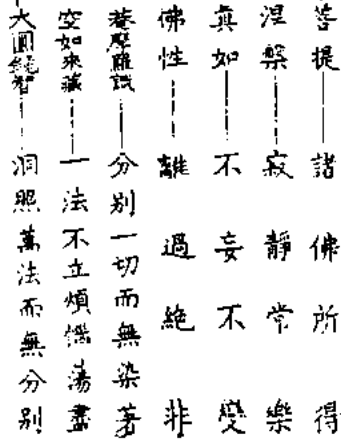 菩提——諸佛所得
涅槃——寂靜常樂
真如——不妄不變
佛性——離過絕非
菴摩羅識——分別一切而無染著
空如來藏——一法不立煩惱蕩盡
大圓鏡智——洞照萬法而無分別